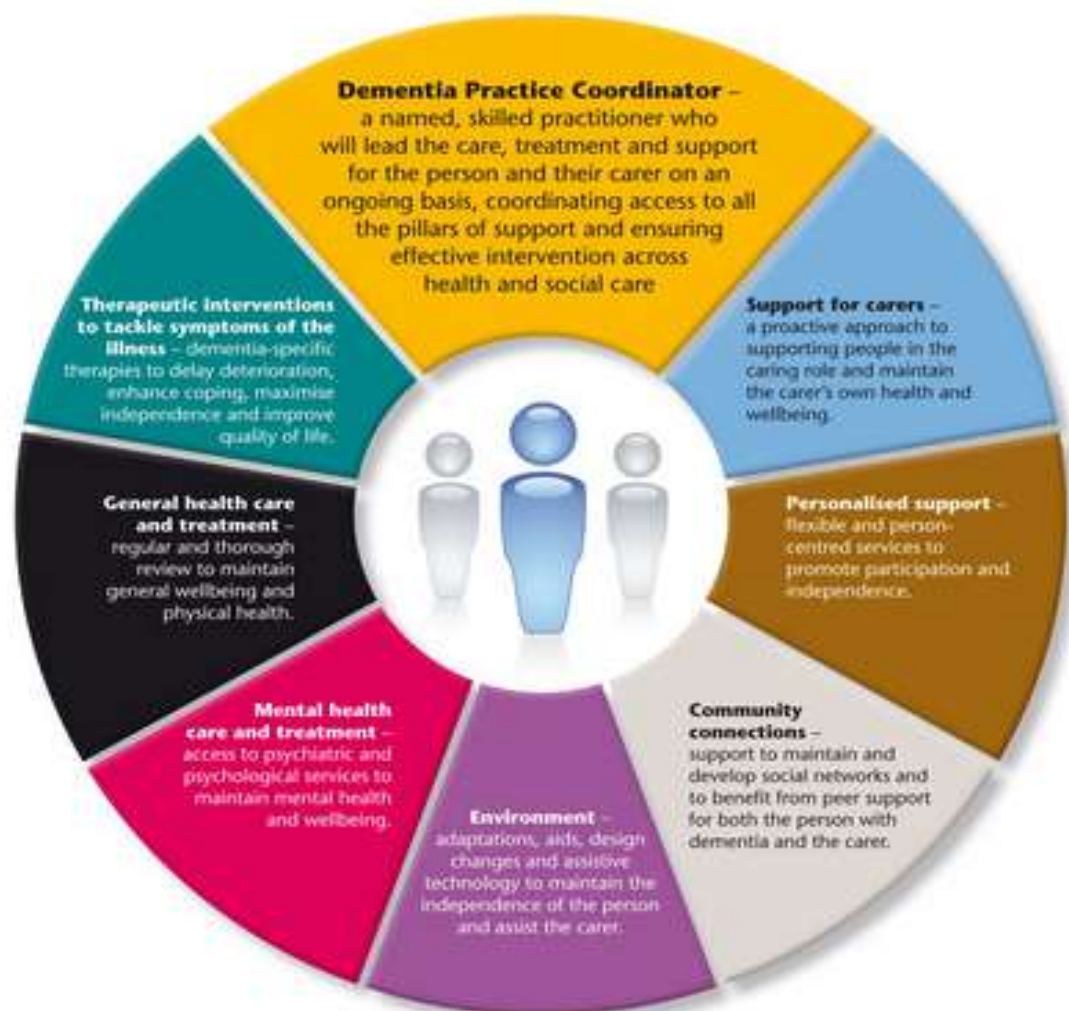 Dementia Practice Coordinator –
a named, skilled practitioner who
will lead the care, treatment and support
for the person and their carer on an
ongoing basis, coordinating access to all
the pillars of support and ensuring
effective intervention across
health and social care
Support for carers –
a proactive approach to
supporting people in the
caring role and maintain
the carer's own health and
wellbeing.
Personalised support –
flexible and person-
centred services to
promote participation and
independence.
Community
connections –
support to maintain and
develop social networks and
to benefit from peer support
for both the person with
dementia and the carer.
Environment –
adaptations, aids, design
changes and assistive
technology to maintain the
independence of the person
and assist the carer.
Mental health
care and treatment –
access to psychiatric and
psychological services to
maintain mental health
and wellbeing.
General health care
and treatment –
regular and thorough
review to maintain
general wellbeing and
physical health.
Therapeutic interventions
to tackle symptoms of the
illness – dementia-specific
therapies to delay deterioration,
enhance coping, maximise
independence and improve
quality of life.